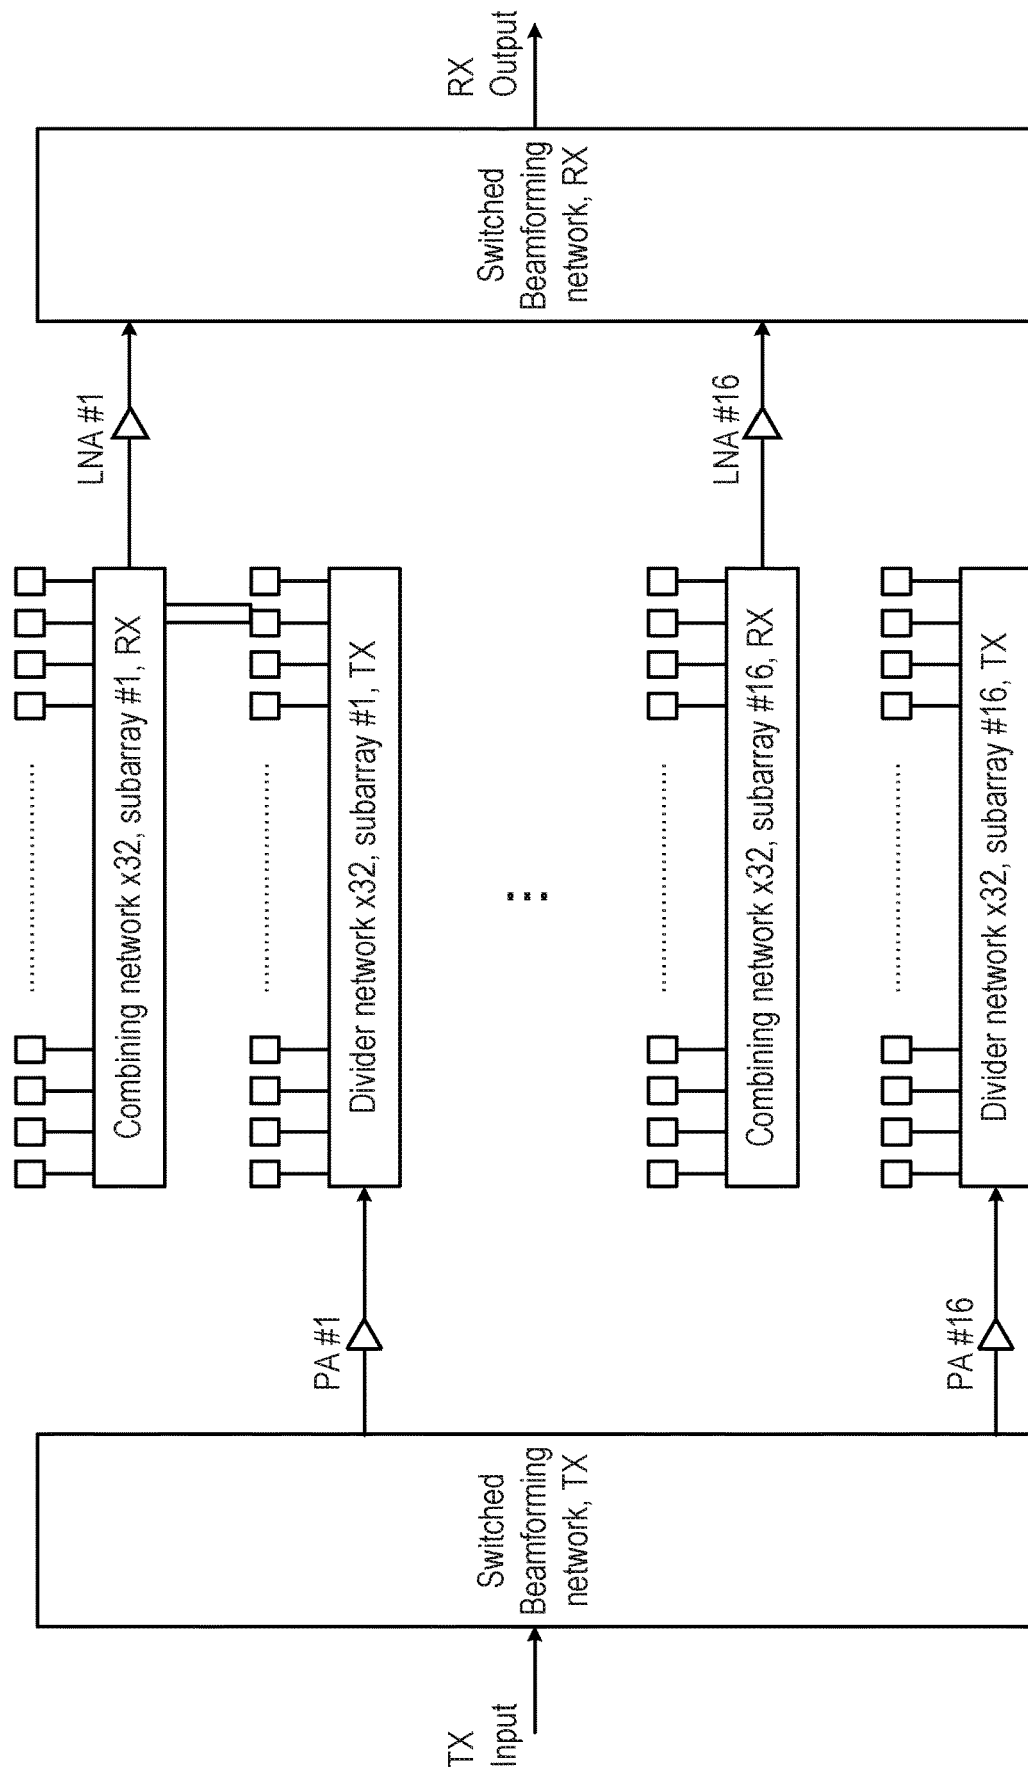 TX
Input
Switched
Beamforming
network, TX
PA #1
PA #16
Combining network x32, subarray #1, RX
Divider network x32, subarray #1, TX
Combining network x32, subarray #16, RX
Divider network x32, subarray #16, TX
LNA #1
LNA #16
Switched
Beamforming
network, RX
RX
Output